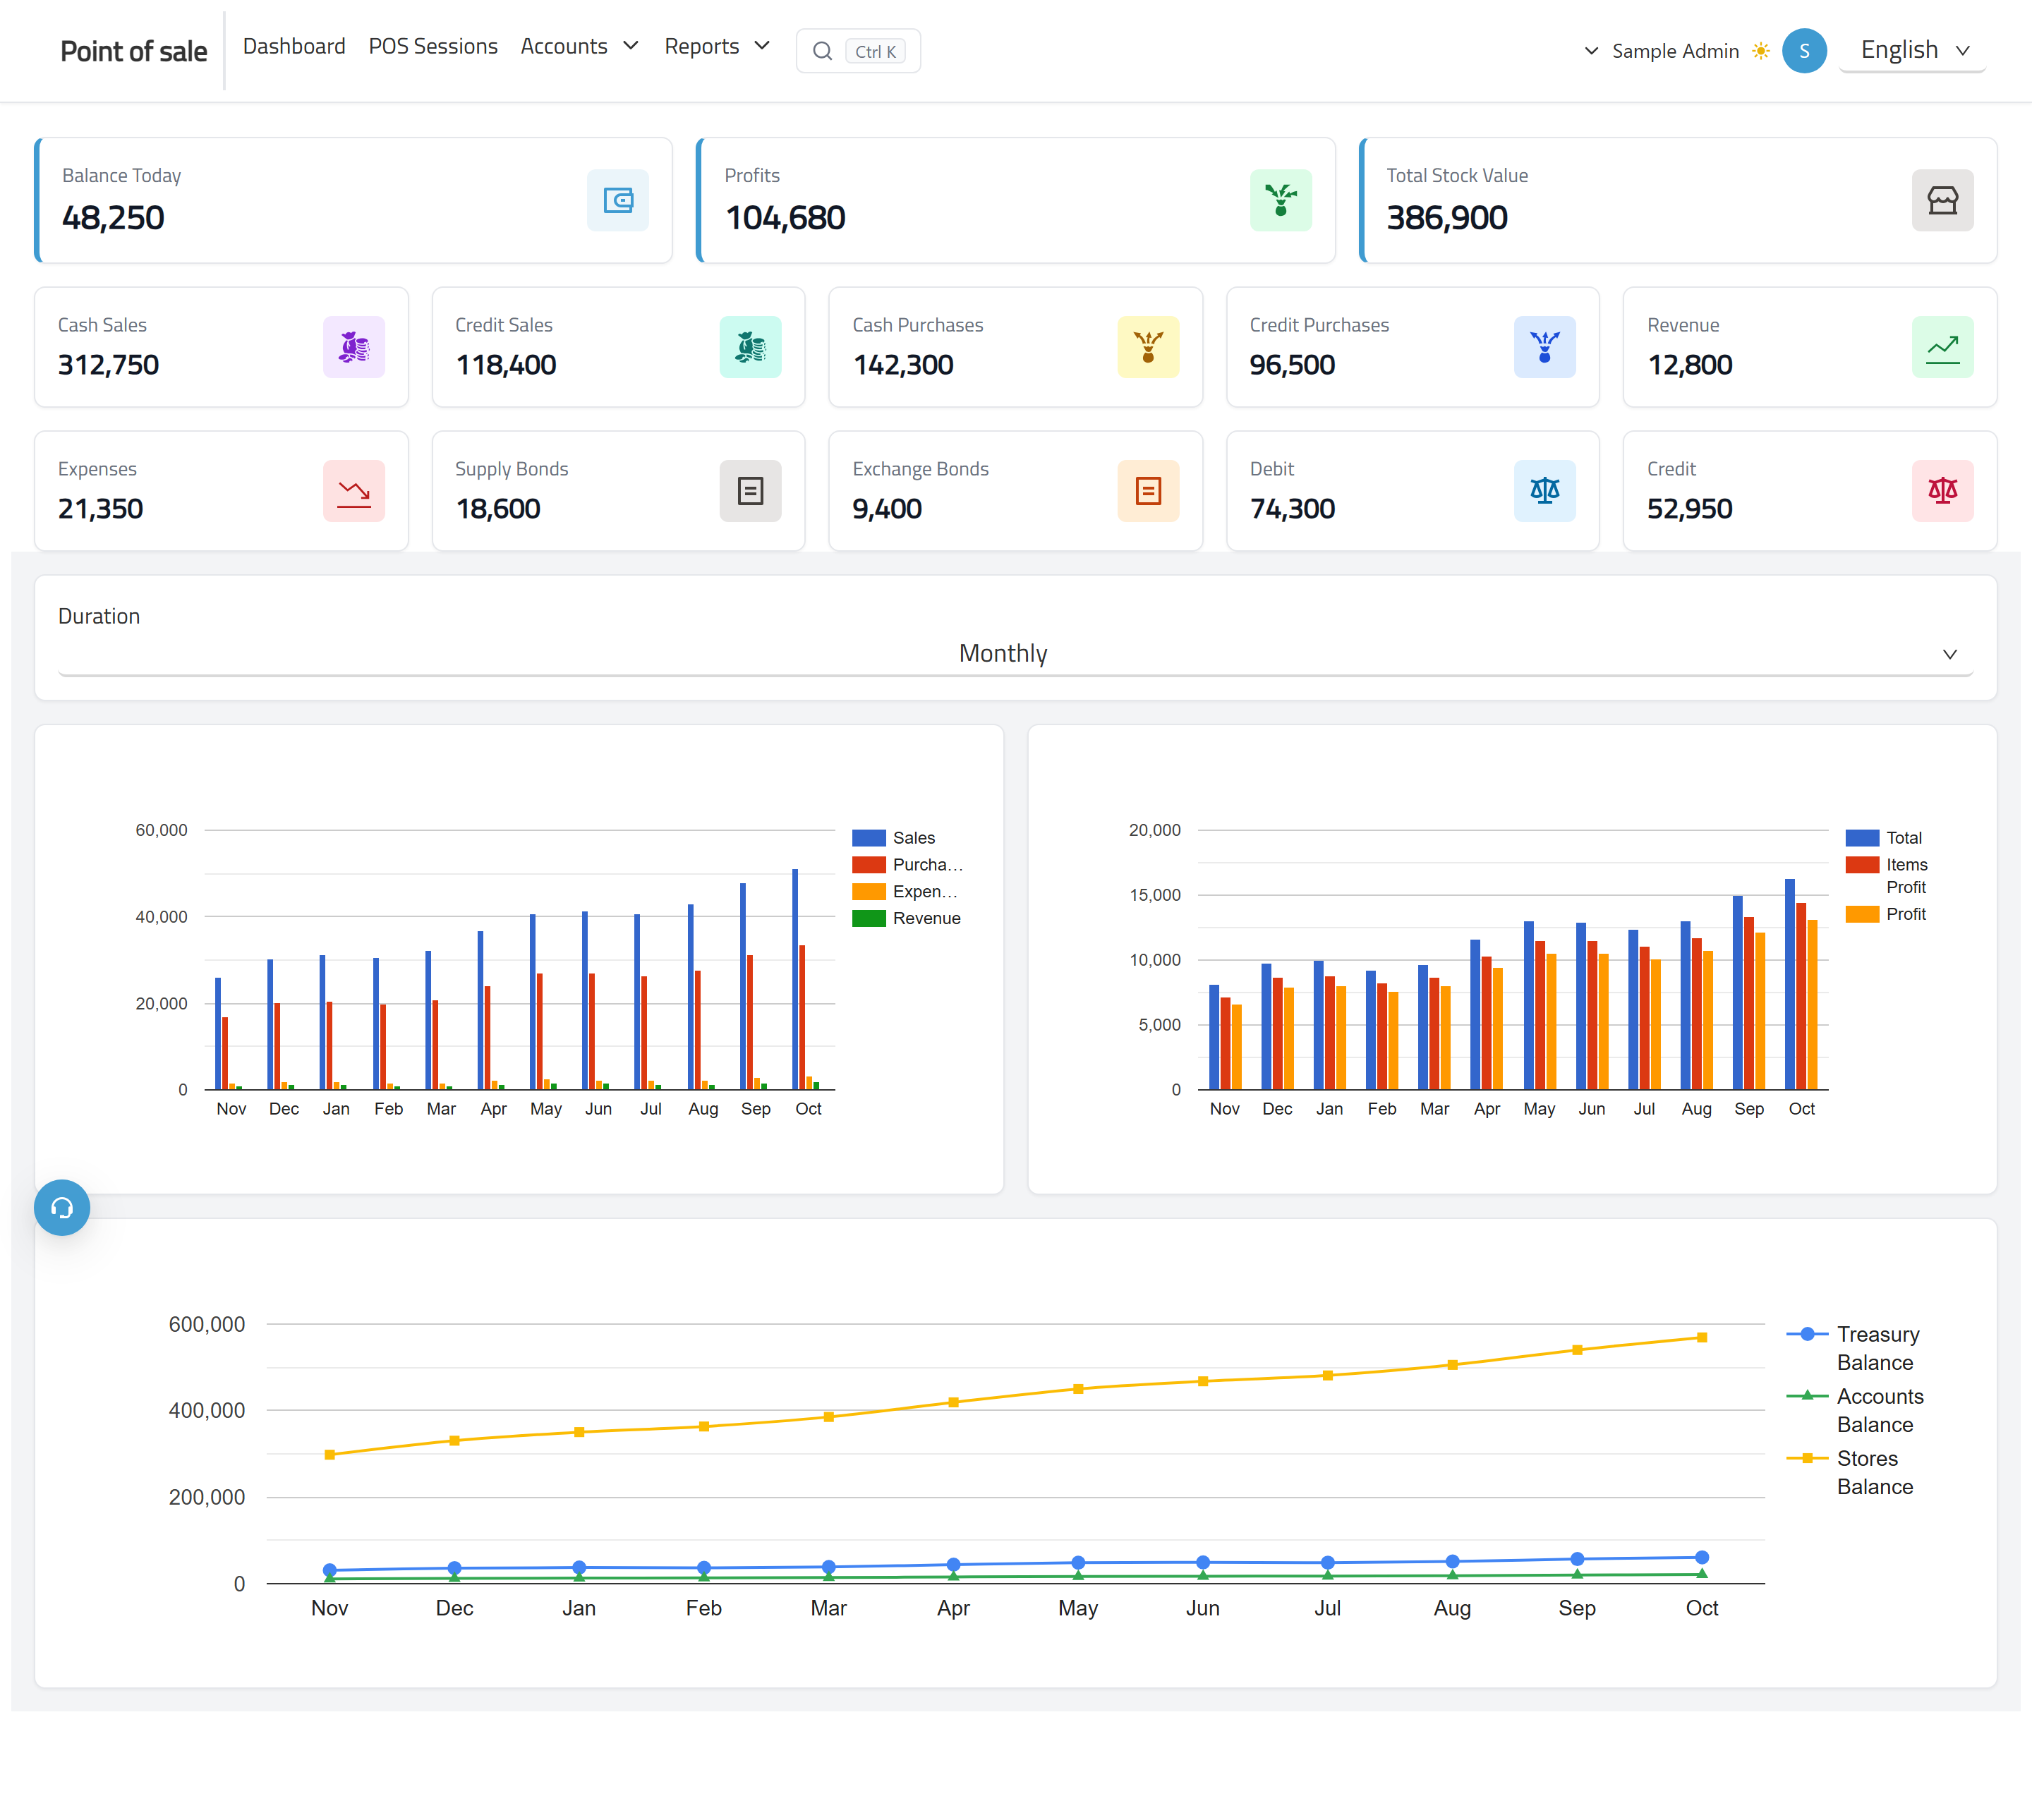 Point of sale
Dashboard POS Sessions Accounts Reports Ctrl K Sample Admin S English
Balance Today
48,250
Profits
104,680
Total Stock Value
386,900
Cash Sales
312,750
Credit Sales
118,400
Cash Purchases
142,300
Credit Purchases
96,500
Revenue
12,800
Expenses
21,350
Supply Bonds
18,600
Exchange Bonds
9,400
Debit
74,300
Credit
52,950
Duration
Monthly
60,000
40,000
20,000
0
Nov Dec Jan Feb Mar Apr May Jun Jul Aug Sep Oct
Sales
Purcha...
Expen...
Revenue
20,000
15,000
10,000
5,000
0
Nov Dec Jan Feb Mar Apr May Jun Jul Aug Sep Oct
Total
Items
Profit
Profit
600,000
400,000
200,000
0
Nov Dec Jan Feb Mar Apr May Jun Jul Aug Sep Oct
Treasury
Balance
Accounts
Balance
Stores
Balance